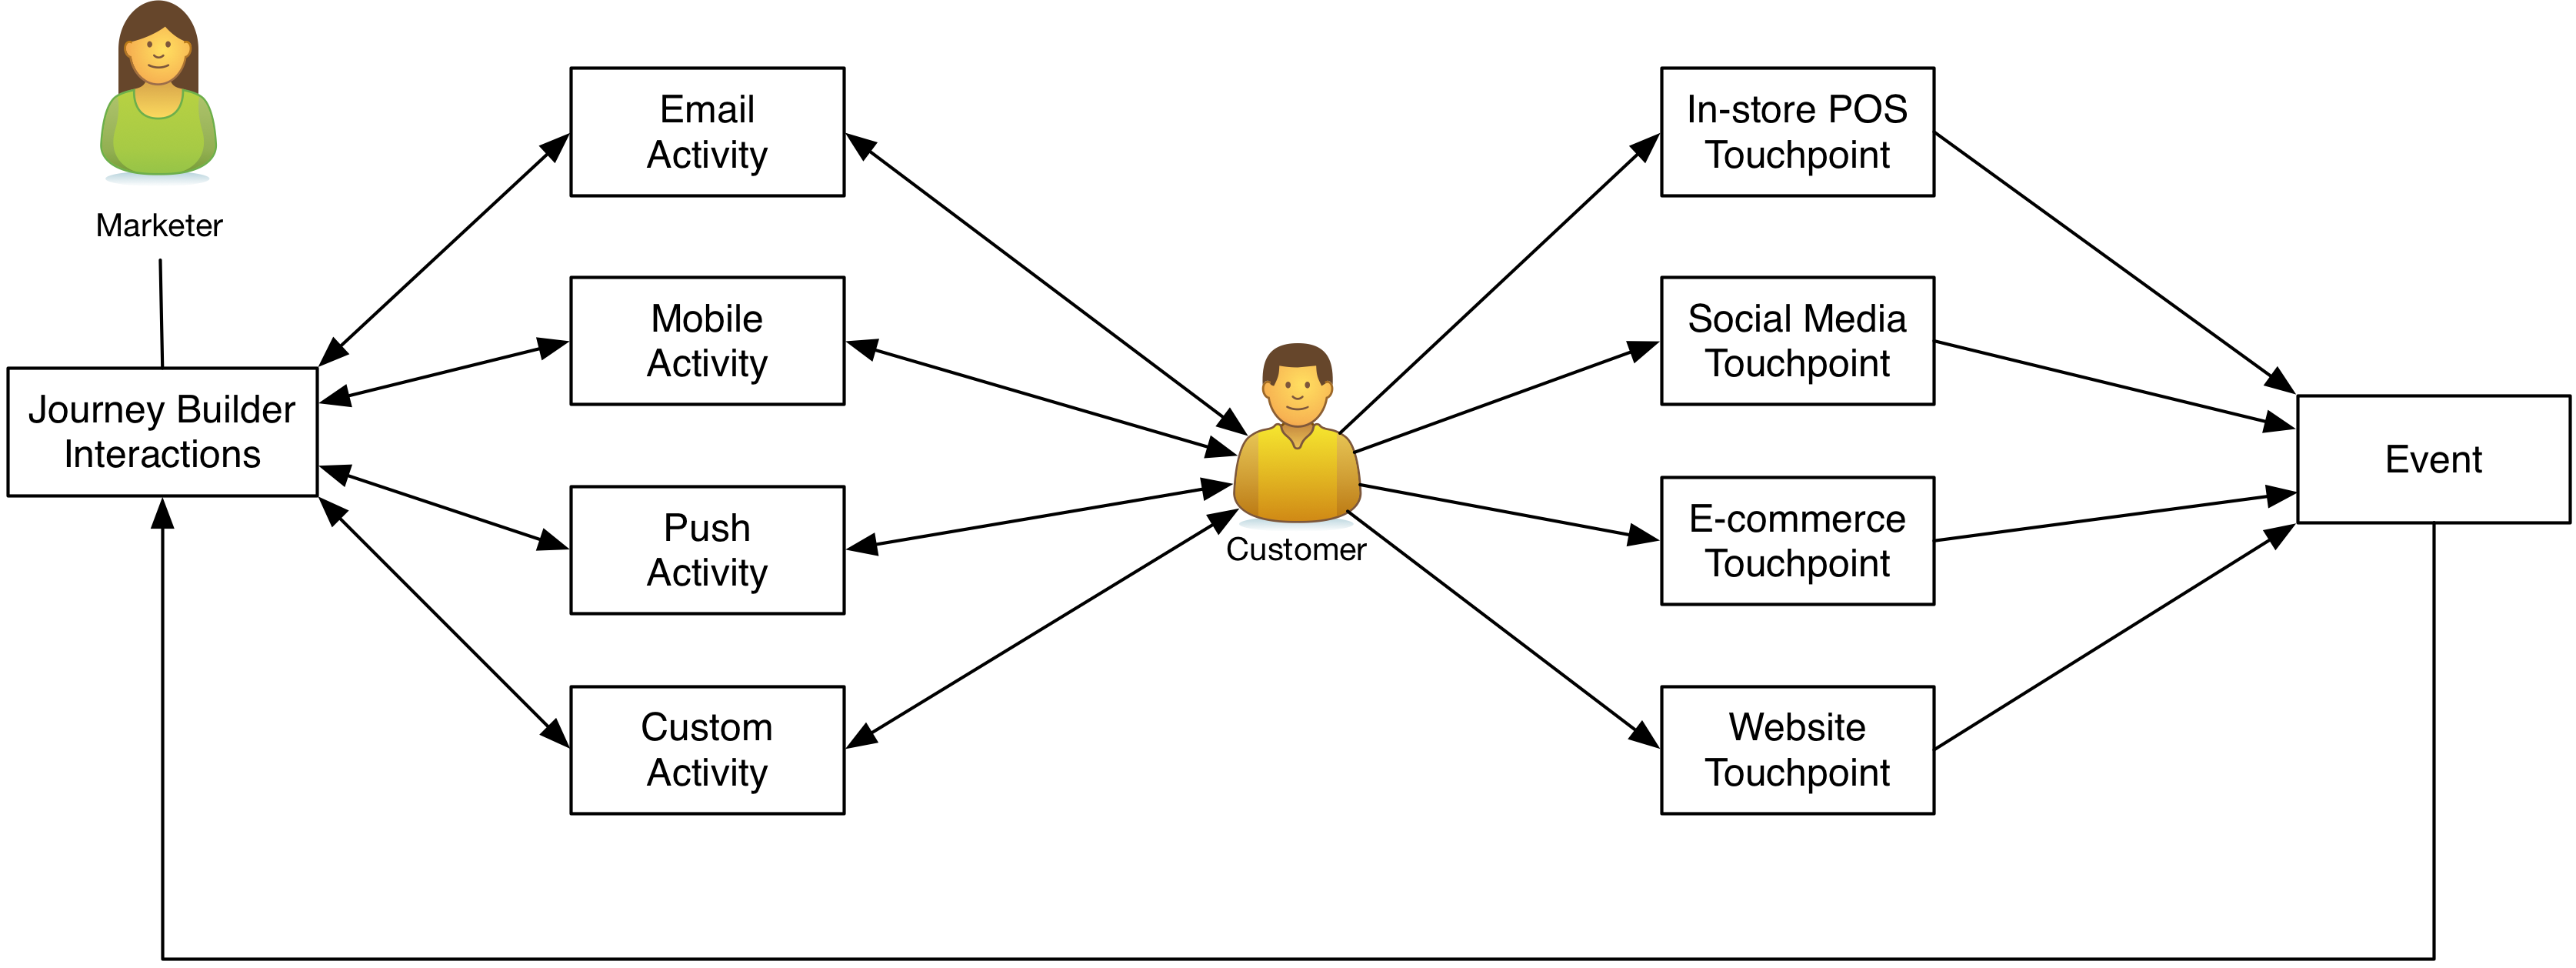 Marketer
Journey Builder
Interactions
Email
Activity
Mobile
Activity
Push
Activity
Custom
Activity
Customer
In-store POS
Touchpoint
Social Media
Touchpoint
E-commerce
Touchpoint
Website
Touchpoint
Event